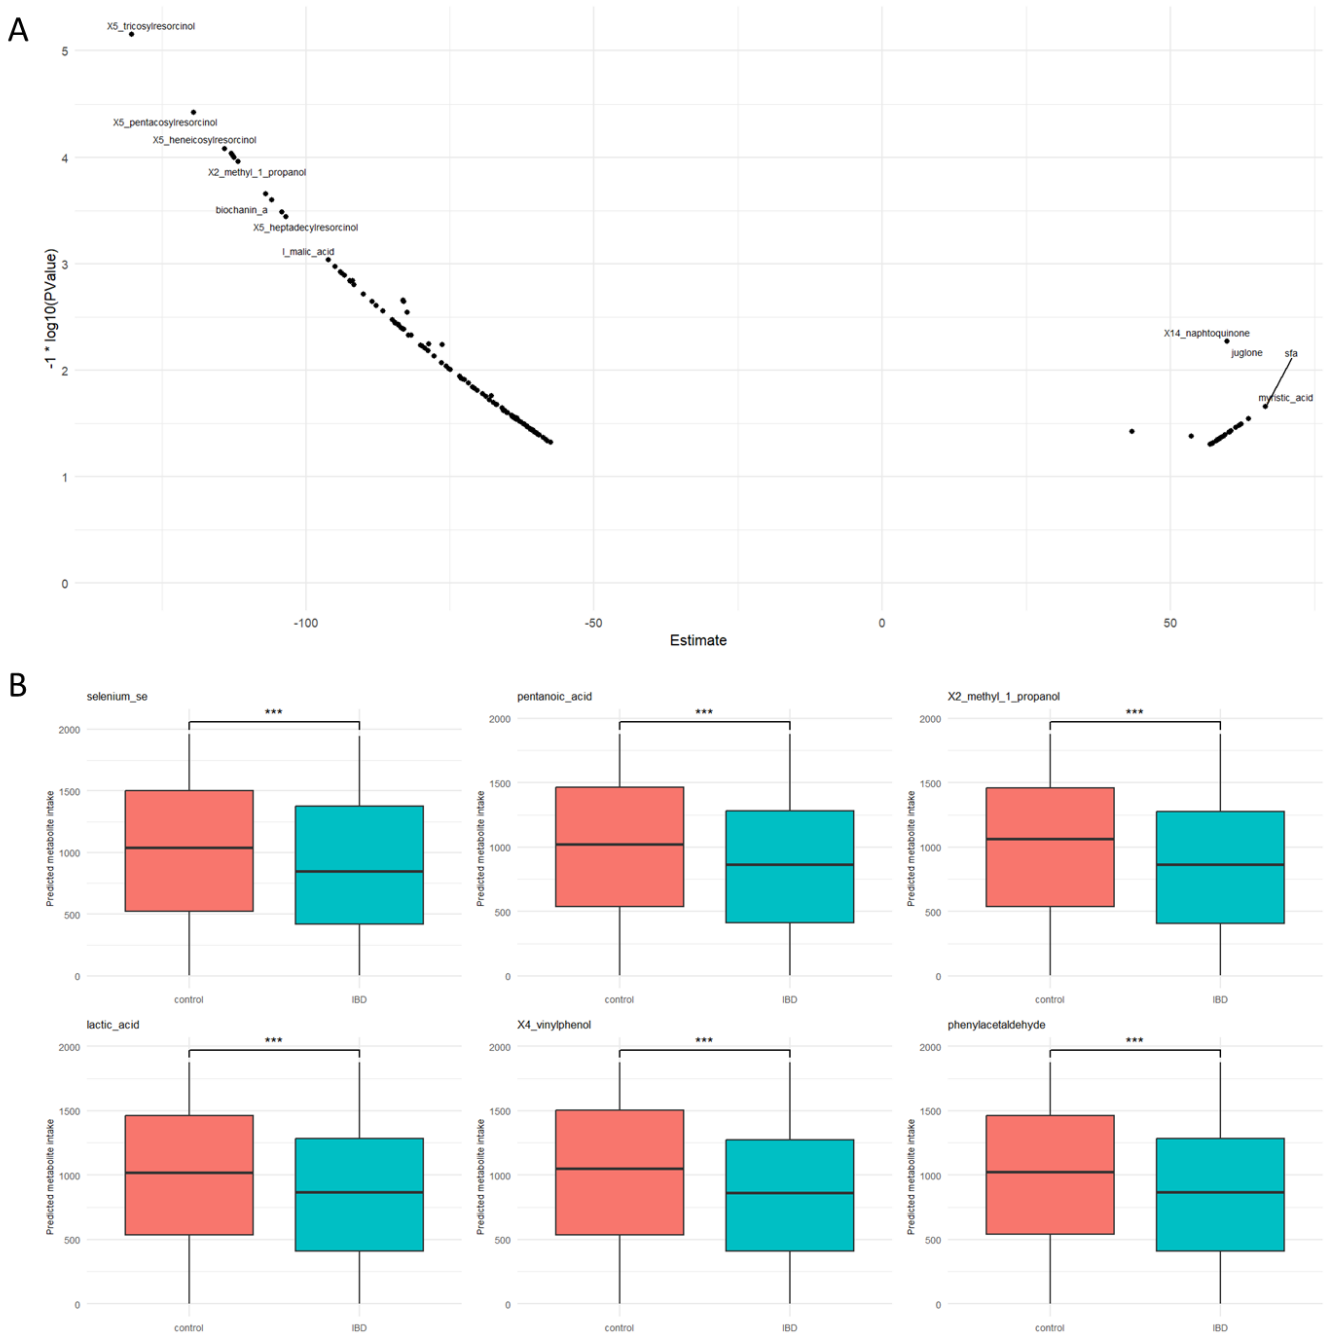 A
X5_tricosylresorcinol
5
X5_pentacosylresorcinol
X5_heneicosylresorcinol
4
X2_methyl_1_propanol
biochanin_a
X5_heptadecylresorcinol
l_malic_acid
3
-1 * log10(PValue)
X14_naphtoquinone
juglone
sfa
2
myristic_acid
1
0
-100
-50
0
50
Estimate
B
selenium_se
***
2000
1500
1000
500
0
Predicted metabolite intake
control
IBD
pentanoic_acid
***
2000
1500
1000
500
0
Predicted metabolite intake
control
IBD
X2_methyl_1_propanol
***
2000
1500
1000
500
0
Predicted metabolite intake
control
IBD
lactic_acid
***
2000
1500
1000
500
0
Predicted metabolite intake
control
IBD
X4_vinylphenol
***
2000
1500
1000
500
0
Predicted metabolite intake
control
IBD
phenylacetaldehyde
***
2000
1500
1000
500
0
Predicted metabolite intake
control
IBD